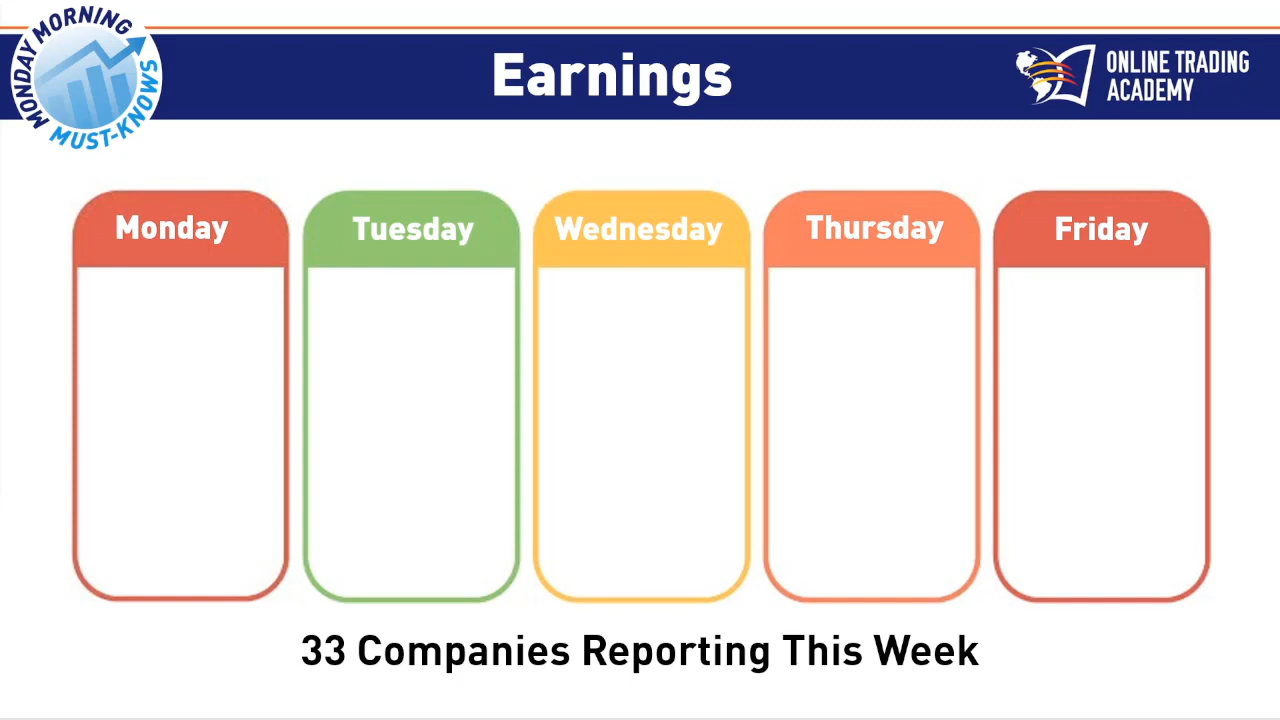 MONDAY MORNING
MUST-KNOWS
Earnings
ONLINE TRADING
ACADEMY
Monday
Tuesday
Wednesday
Thursday
Friday
33 Companies Reporting This Week